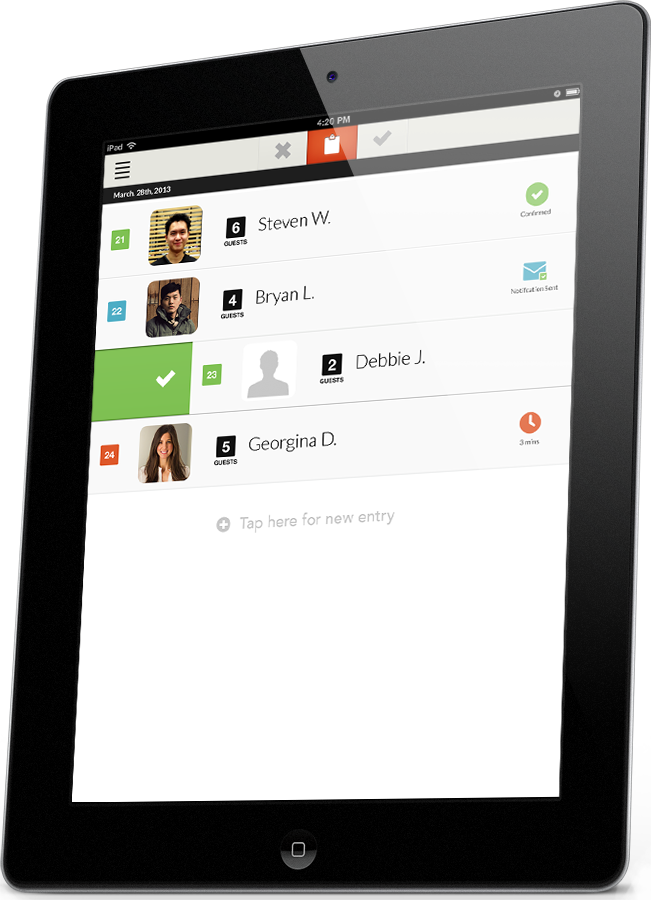 iPad
4:20 PM
March. 28th, 2013
21
6
GUESTS
Steven W.
Confirmed
22
4
GUESTS
Bryan L.
Notification Sent
23
2
GUESTS
Debbie J.
24
5
GUESTS
Georgina D.
3 mins
Tap here for new entry